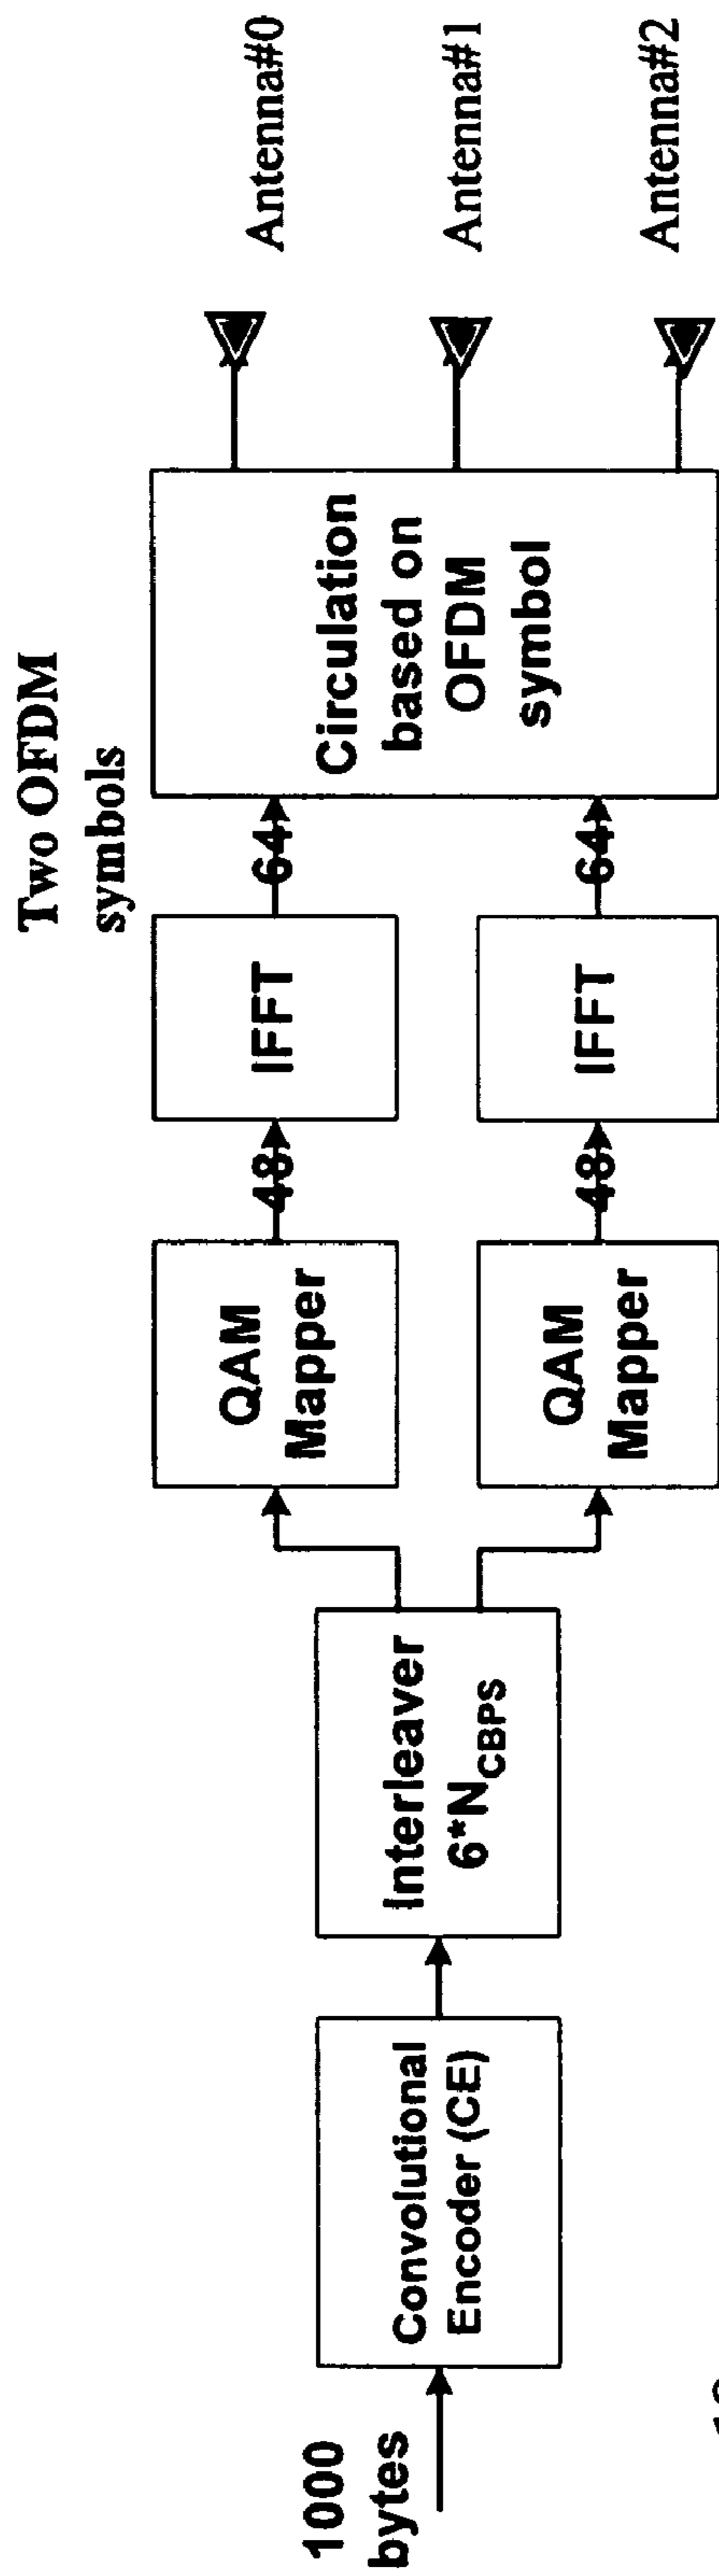 1000
bytes
Convolutional
Encoder (CE)
Interleaver
6*NCBPS
QAM
Mapper
QAM
Mapper
48
48
IFFT
IFFT
Two OFDM
symbols
64
64
Circulation
based on
OFDM
symbol
Antenna#0
Antenna#1
Antenna#2